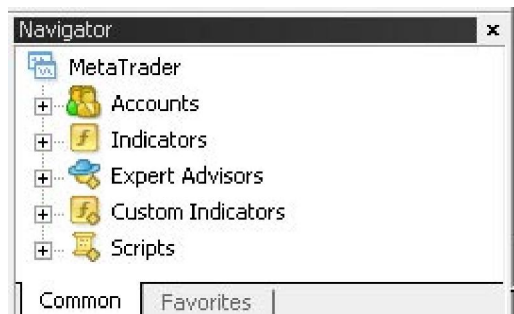 Navigator
MetaTrader
Accounts
Indicators
Expert Advisors
Custom Indicators
Scripts
Common Favorites